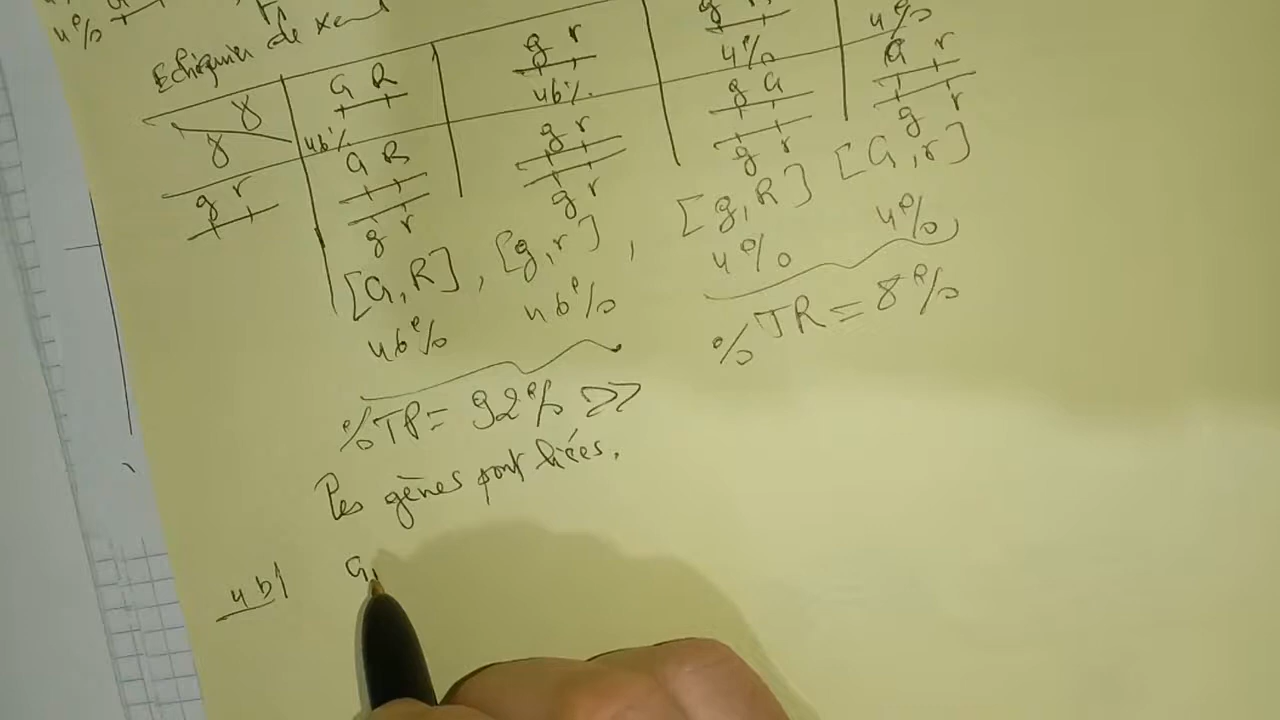 4%
Echiquier de
γ G R g r g r,
γ 46% 46% 4% 4%
g r G R g r g G G r
g r g r g r g r
[G, R] , [g, r] , [g, R] [G, r]
46% 46% 4% 4%
%TP = 92% >> %TR = 8%
les gènes sont liées.
4b) G,